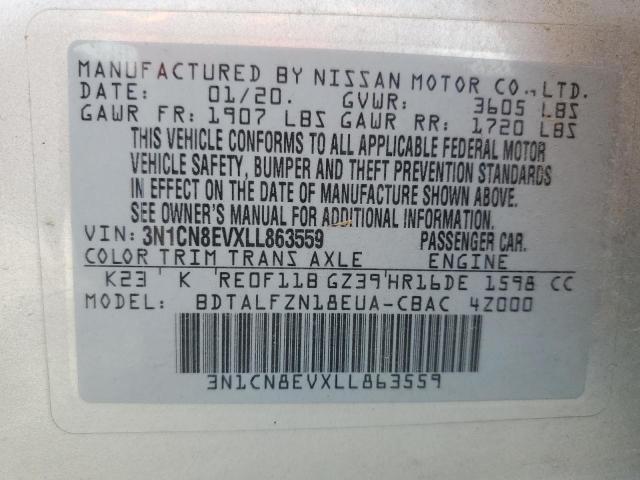 MANUFACTURED BY NISSAN MOTOR CO., LTD.
DATE: 01/20. GVWR: 3605 LBS
GAWR FR: 1907 LBS GAWR RR: 1720 LBS
THIS VEHICLE CONFORMS TO ALL APPLICABLE FEDERAL MOTOR
VEHICLE SAFETY, BUMPER AND THEFT PREVENTION STANDARDS
IN EFFECT ON THE DATE OF MANUFACTURE SHOWN ABOVE.
SEE OWNER'S MANUAL FOR ADDITIONAL INFORMATION.
VIN: 3N1CN8EVXLL863559 PASSENGER CAR.
COLOR TRIM TRANS AXLE ENGINE
K23 K RE0F11B GZ39 HR16DE 1598 CC
MODEL: BDTALFZN18EUA-CBAC 4Z000
3N1CN8EVXLL863559